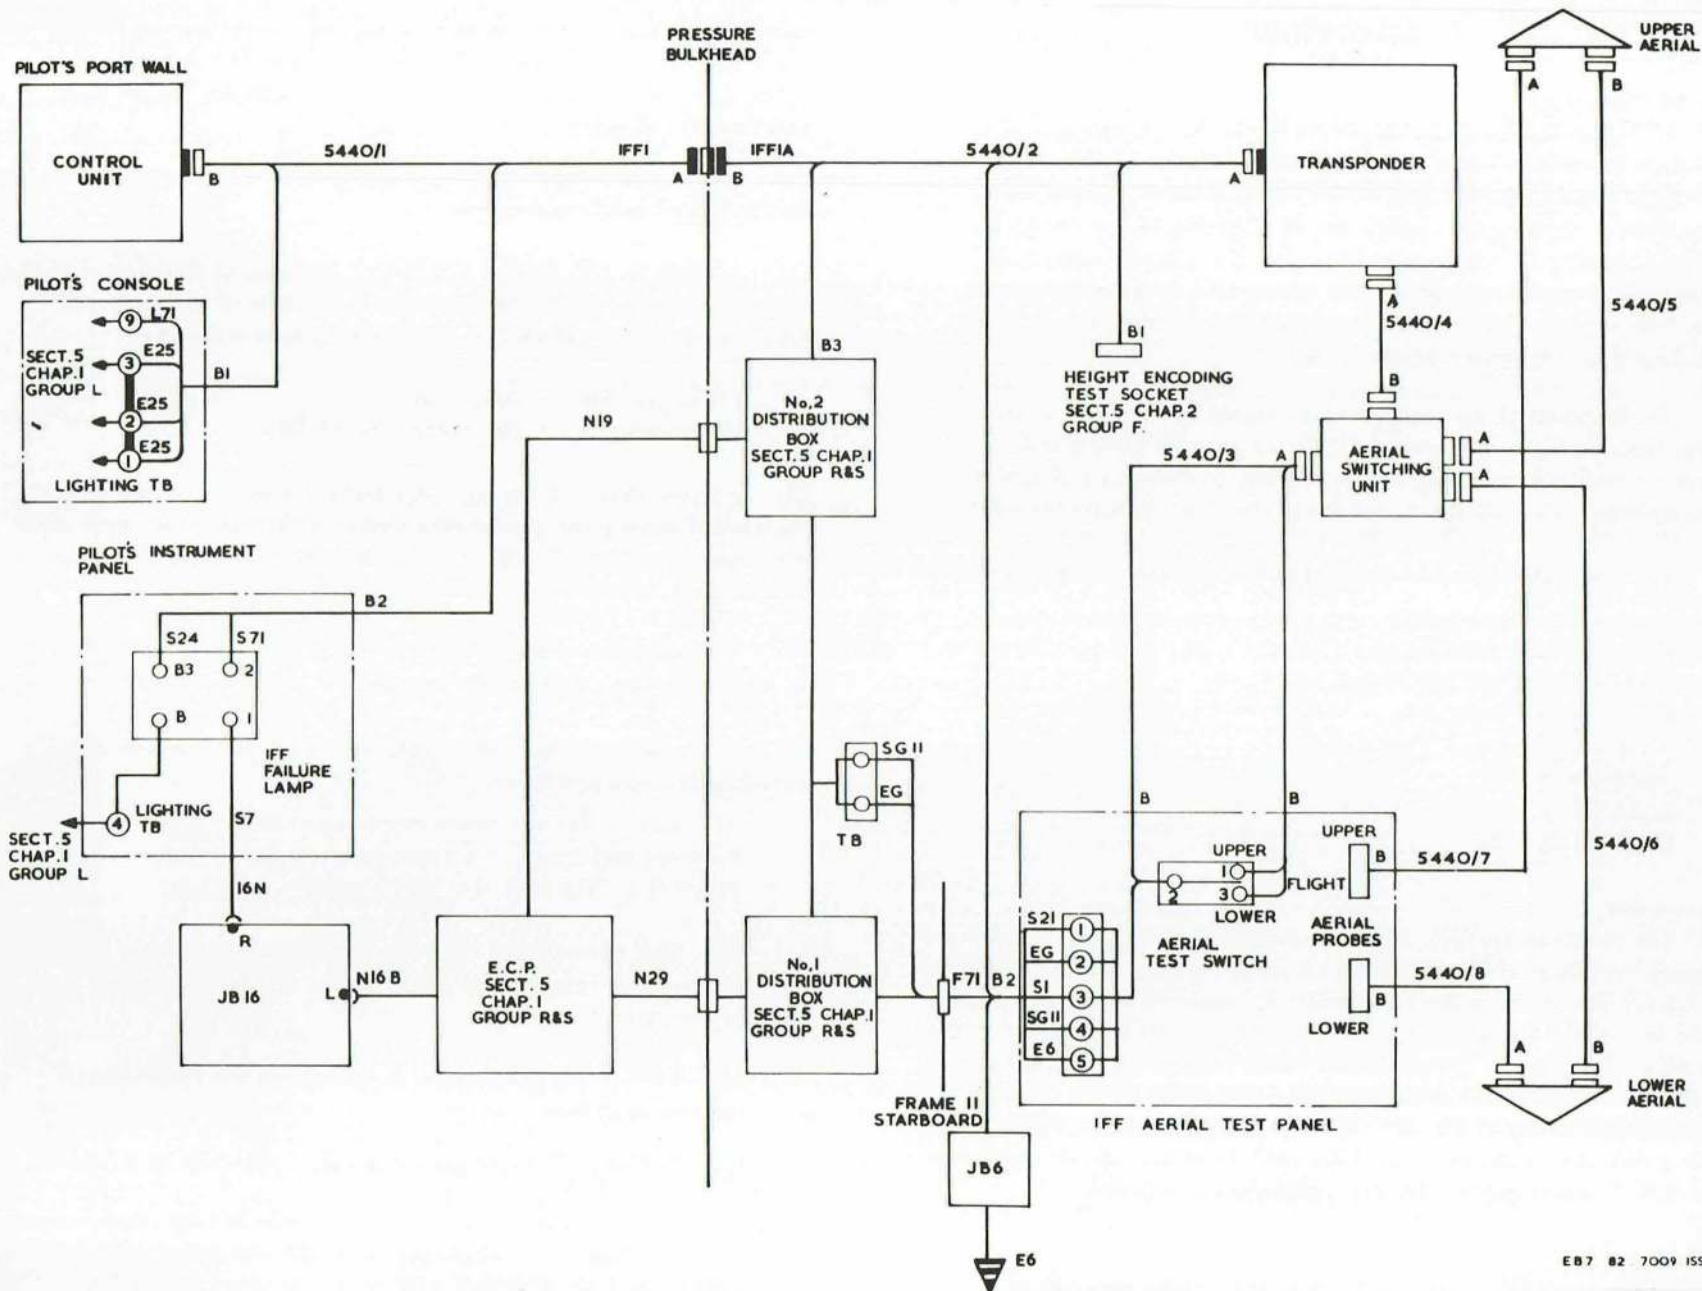 PRESSURE
BULKHEAD
UPPER
AERIAL
PILOT'S PORT WALL
CONTROL
UNIT
B
5440/1
IFF1
A
B
IFF1A
5440/2
A
TRANSPONDER
A
B
PILOT'S CONSOLE
9
L71
3
E25
2
E25
1
E25
SECT.5
CHAP.1
GROUP L
B1
LIGHTING TB
A
5440/4
B
5440/5
B3
No,2
DISTRIBUTION
BOX
SECT.5 CHAP.1
GROUP R&S
N19
B1
HEIGHT ENCODING
TEST SOCKET
SECT.5 CHAP.2
GROUP F.
5440/3
A
AERIAL
SWITCHING
UNIT
A
A
PILOT'S INSTRUMENT
PANEL
B2
S24
S71
B3
2
B
1
IFF
FAILURE
LAMP
4
LIGHTING
TB
S7
SECT.5
CHAP.1
GROUP L
16N
R
JB16
L
N16B
E.C.P.
SECT. 5
CHAP.1
GROUP R&S
N29
No,1
DISTRIBUTION
BOX
SECT.5 CHAP.1
GROUP R&S
SG11
EG
TB
F71
B2
FRAME 11
STARBOARD
JB6
E6
B
B
UPPER
1
2
3
LOWER
AERIAL
TEST SWITCH
FLIGHT
S21
1
EG
2
S1
3
SG11
4
E6
5
UPPER
B
5440/7
AERIAL
PROBES
B
5440/8
LOWER
IFF AERIAL TEST PANEL
5440/6
A
B
LOWER
AERIAL
EB7 82 7009 ISS